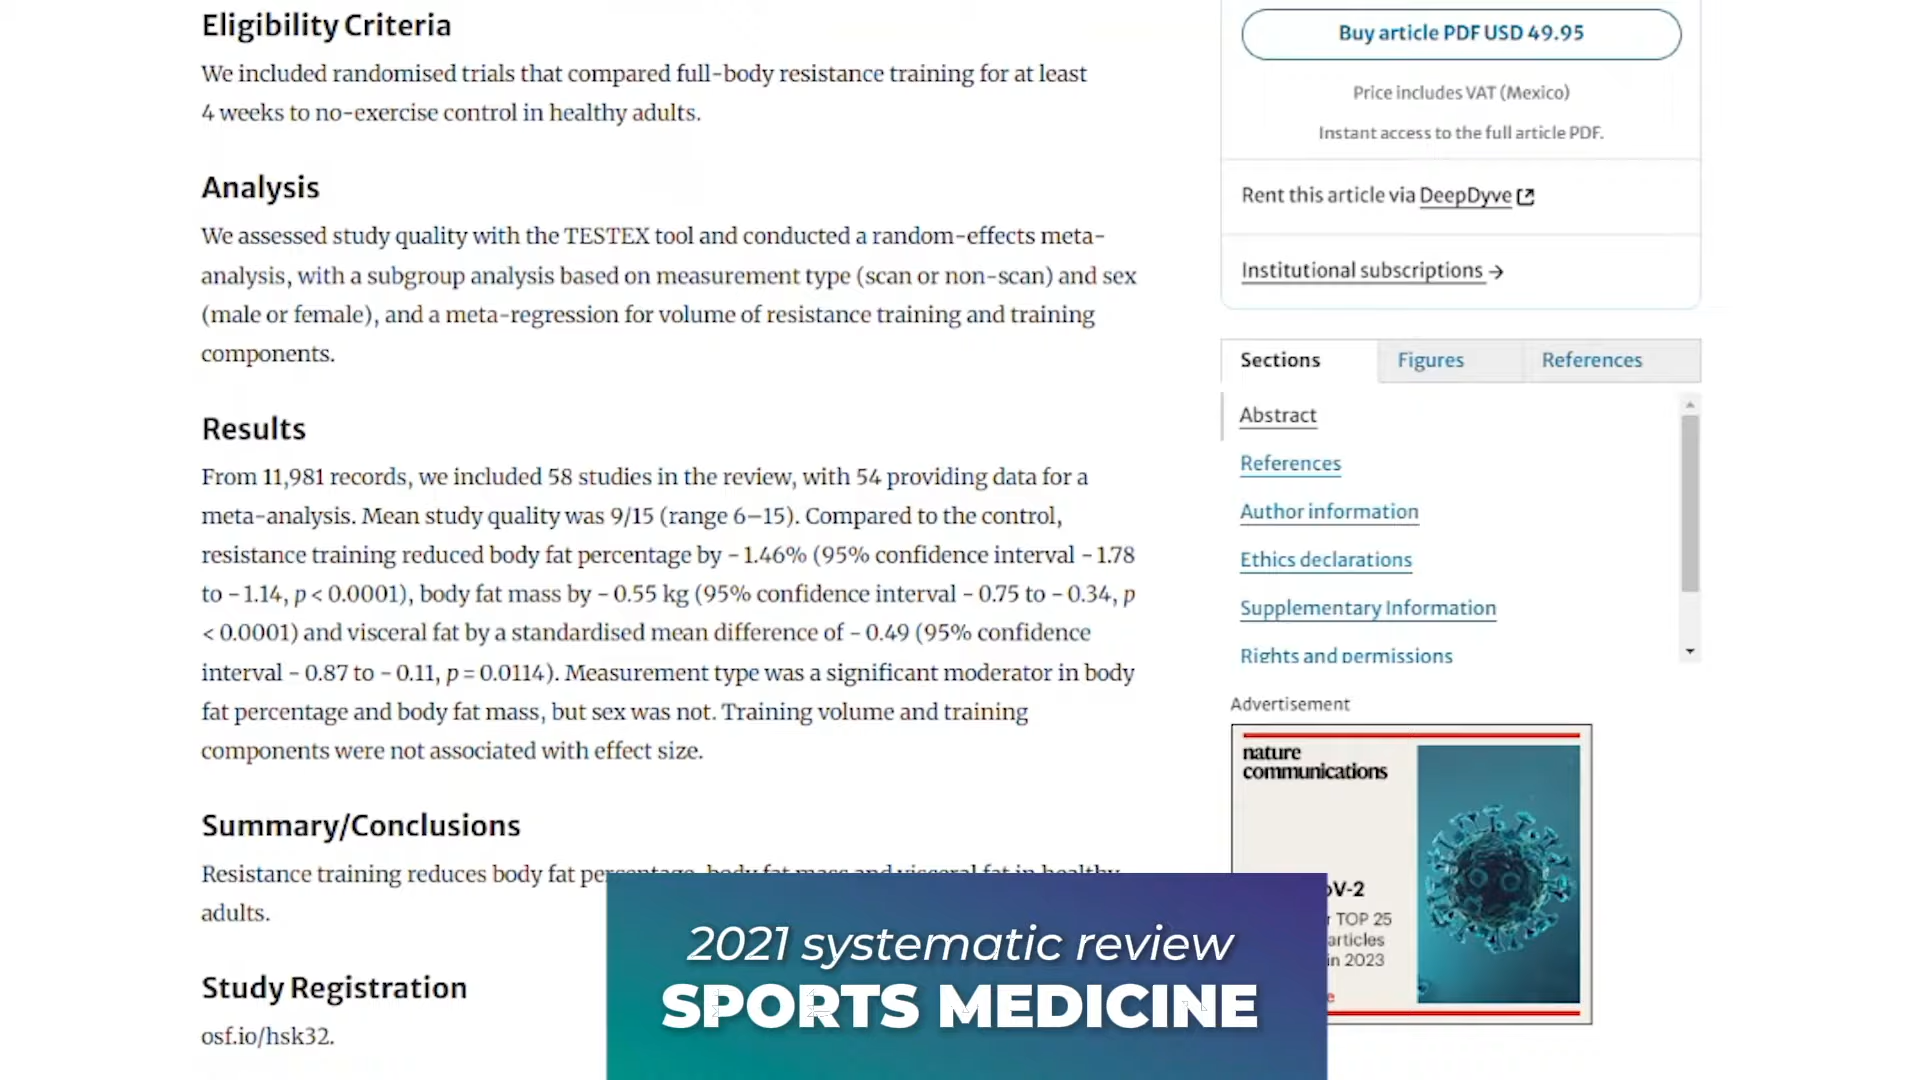 Eligibility Criteria
We included randomised trials that compared full-body resistance training for at least
4 weeks to no-exercise control in healthy adults.
Analysis
We assessed study quality with the TESTEX tool and conducted a random-effects meta-
analysis, with a subgroup analysis based on measurement type (scan or non-scan) and sex
(male or female), and a meta-regression for volume of resistance training and training
components.
Results
From 11,981 records, we included 58 studies in the review, with 54 providing data for a
meta-analysis. Mean study quality was 9/15 (range 6–15). Compared to the control,
resistance training reduced body fat percentage by − 1.46% (95% confidence interval − 1.78
to − 1.14, p < 0.0001), body fat mass by − 0.55 kg (95% confidence interval − 0.75 to − 0.34, p
< 0.0001) and visceral fat by a standardised mean difference of − 0.49 (95% confidence
interval − 0.87 to − 0.11, p = 0.0114). Measurement type was a significant moderator in body
fat percentage and body fat mass, but sex was not. Training volume and training
components were not associated with effect size.
Summary/Conclusions
Resistance training reduces body fat percentage, body fat mass and visceral fat in healthy
adults.
Study Registration
osf.io/hsk32.
Buy article PDF USD 49.95
Price includes VAT (Mexico)
Instant access to the full article PDF.
Rent this article via DeepDyve
Institutional subscriptions →
Sections Figures References
Abstract
References
Author information
Ethics declarations
Supplementary Information
Rights and permissions
Advertisement
nature
communications
oV-2
r TOP 25
articles
in 2023
e
2021 systematic review
SPORTS MEDICINE